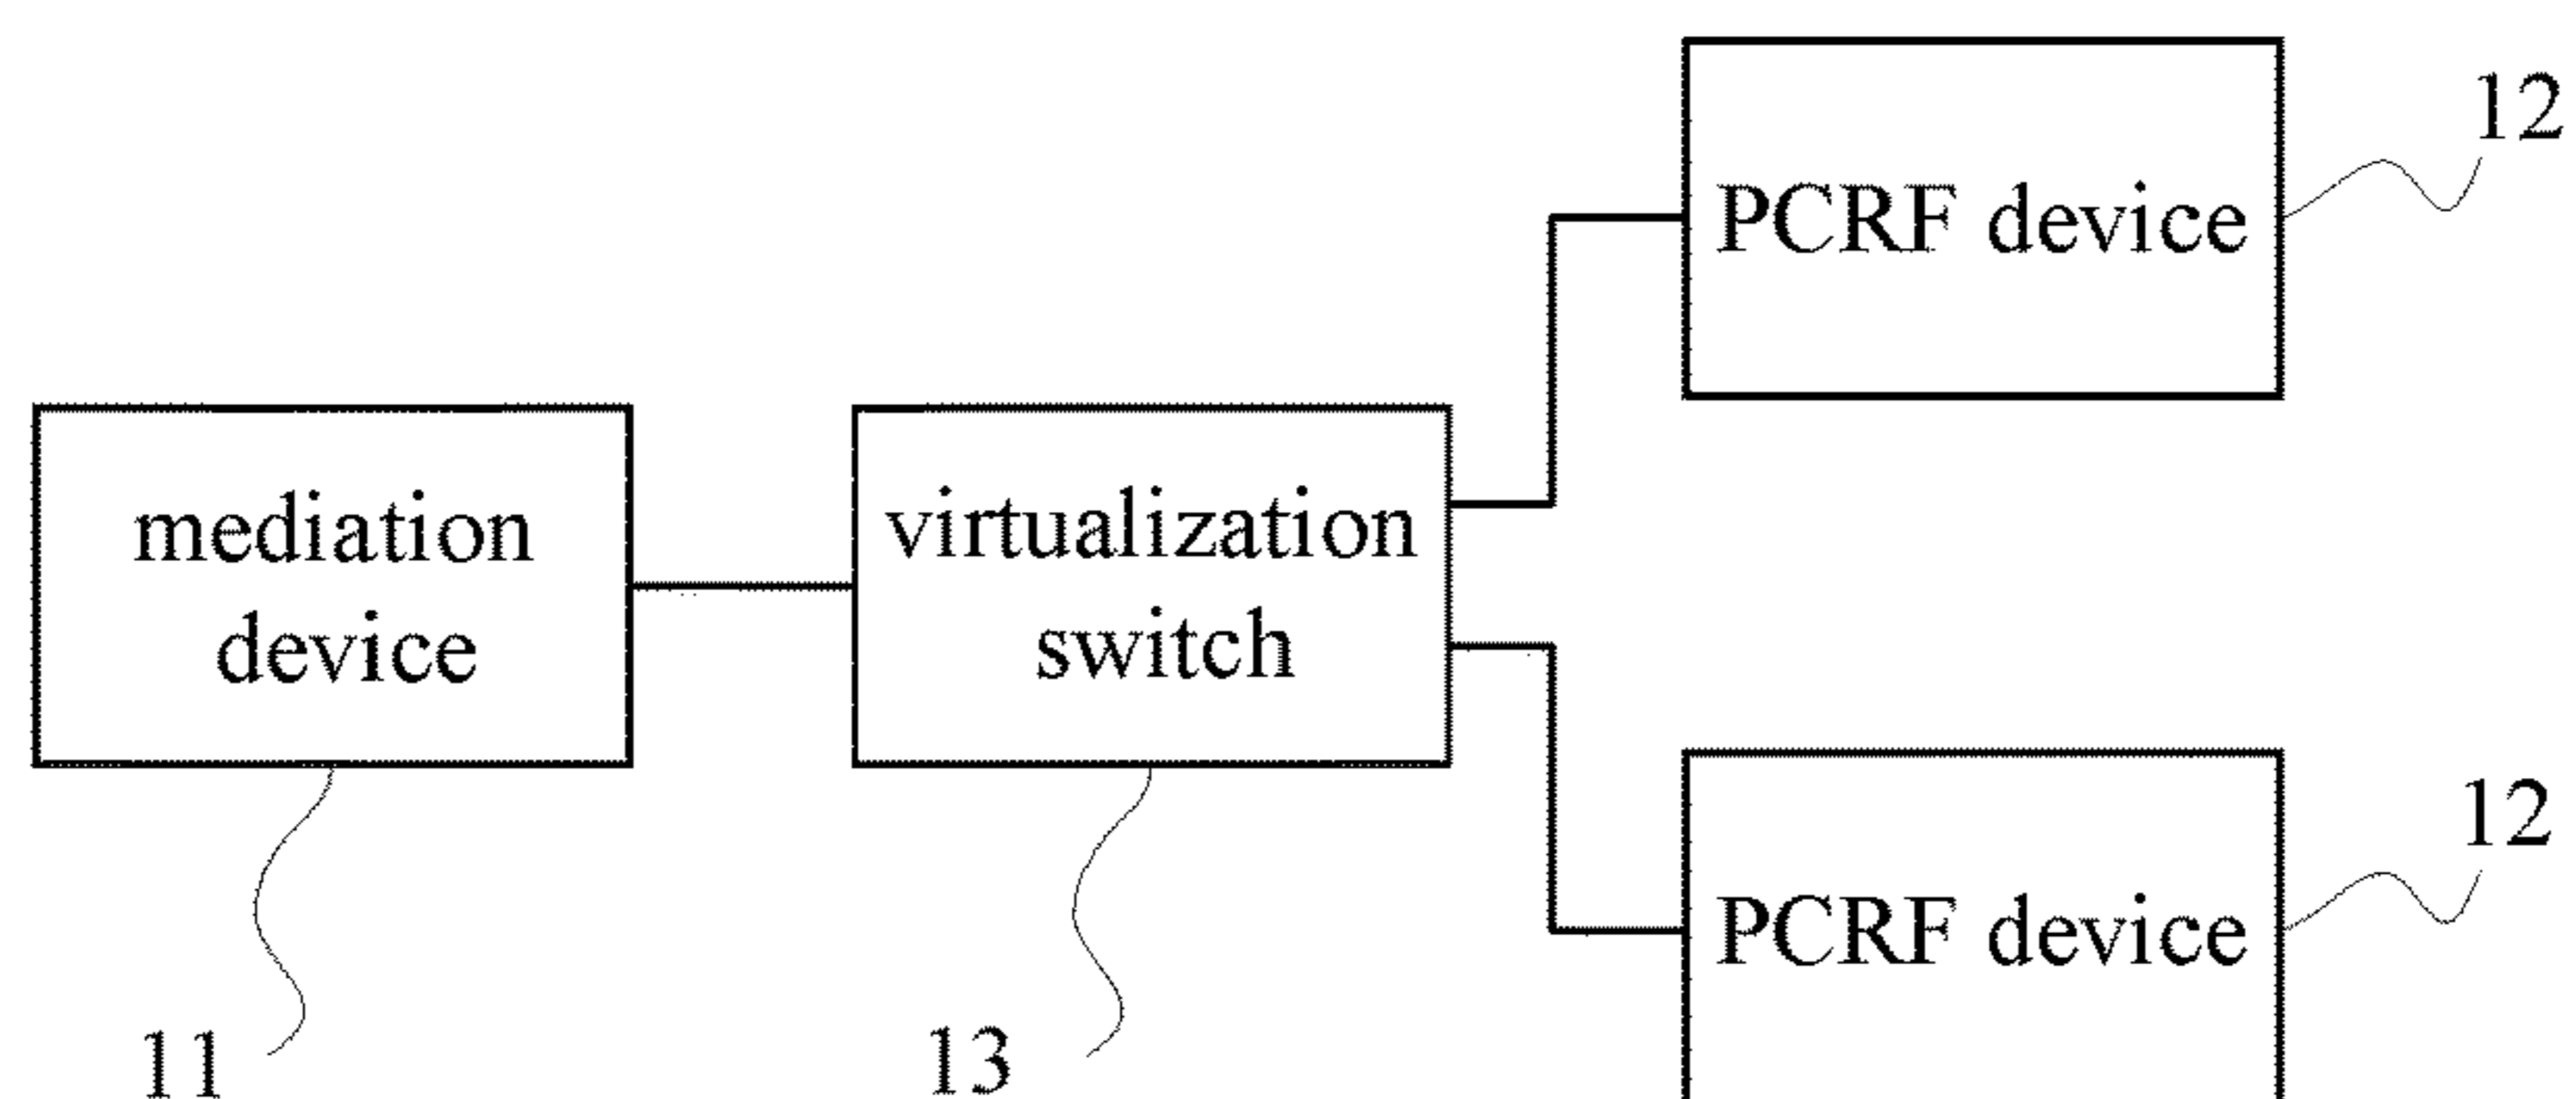 12
PCRF device
mediation
device
virtualization
switch
12
PCRF device
11
13